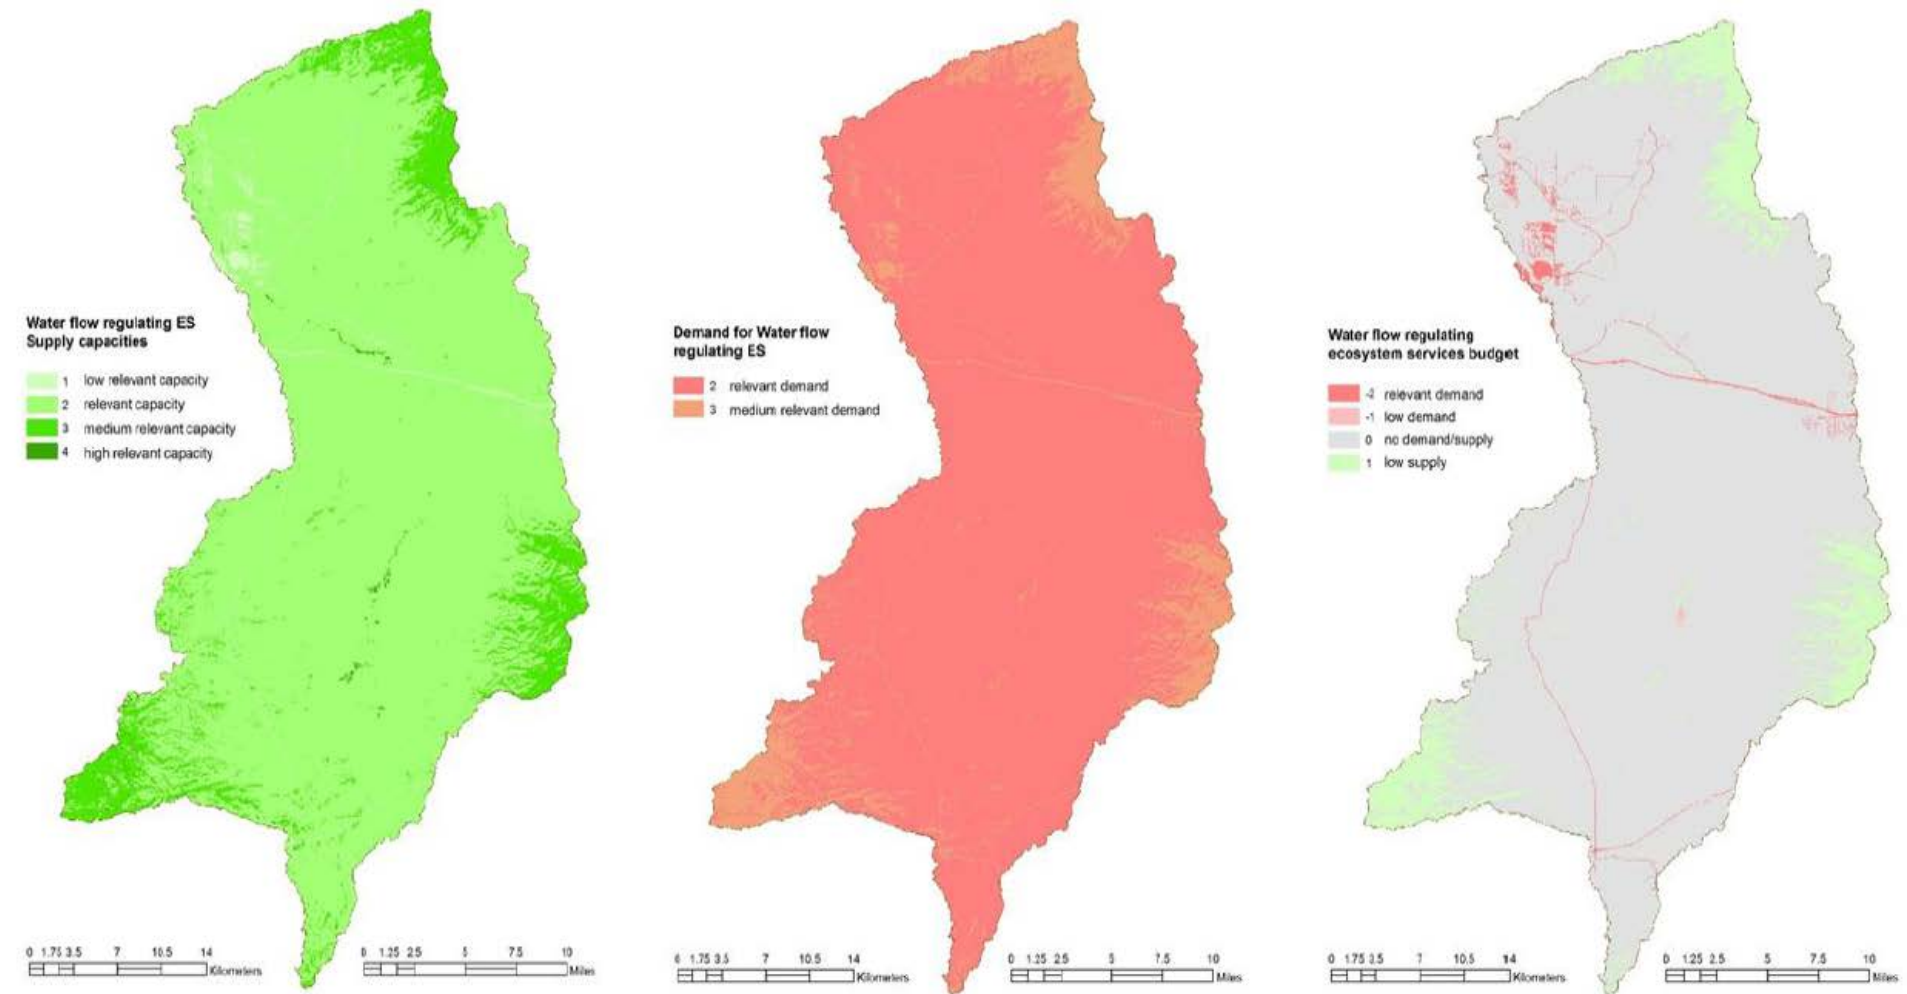 Water flow regulating ES
Supply capacities
1 low relevant capacity
2 relevant capacity
3 medium relevant capacity
4 high relevant capacity
0 1.75 3.5 7 10.5 14
Kilometers
0 1.25 2.5 5 7.5 10
Miles
Demand for Water flow
regulating ES
2 relevant demand
3 medium relevant demand
0 1.75 3.5 7 10.5 14
Kilometers
0 1.25 2.5 5 7.5 10
Miles
Water flow regulating
ecosystem services budget
-2 relevant demand
-1 low demand
0 no demand/supply
1 low supply
0 1.75 3.5 7 10.5 14
Kilometers
0 1.25 2.5 5 7.5 10
Miles